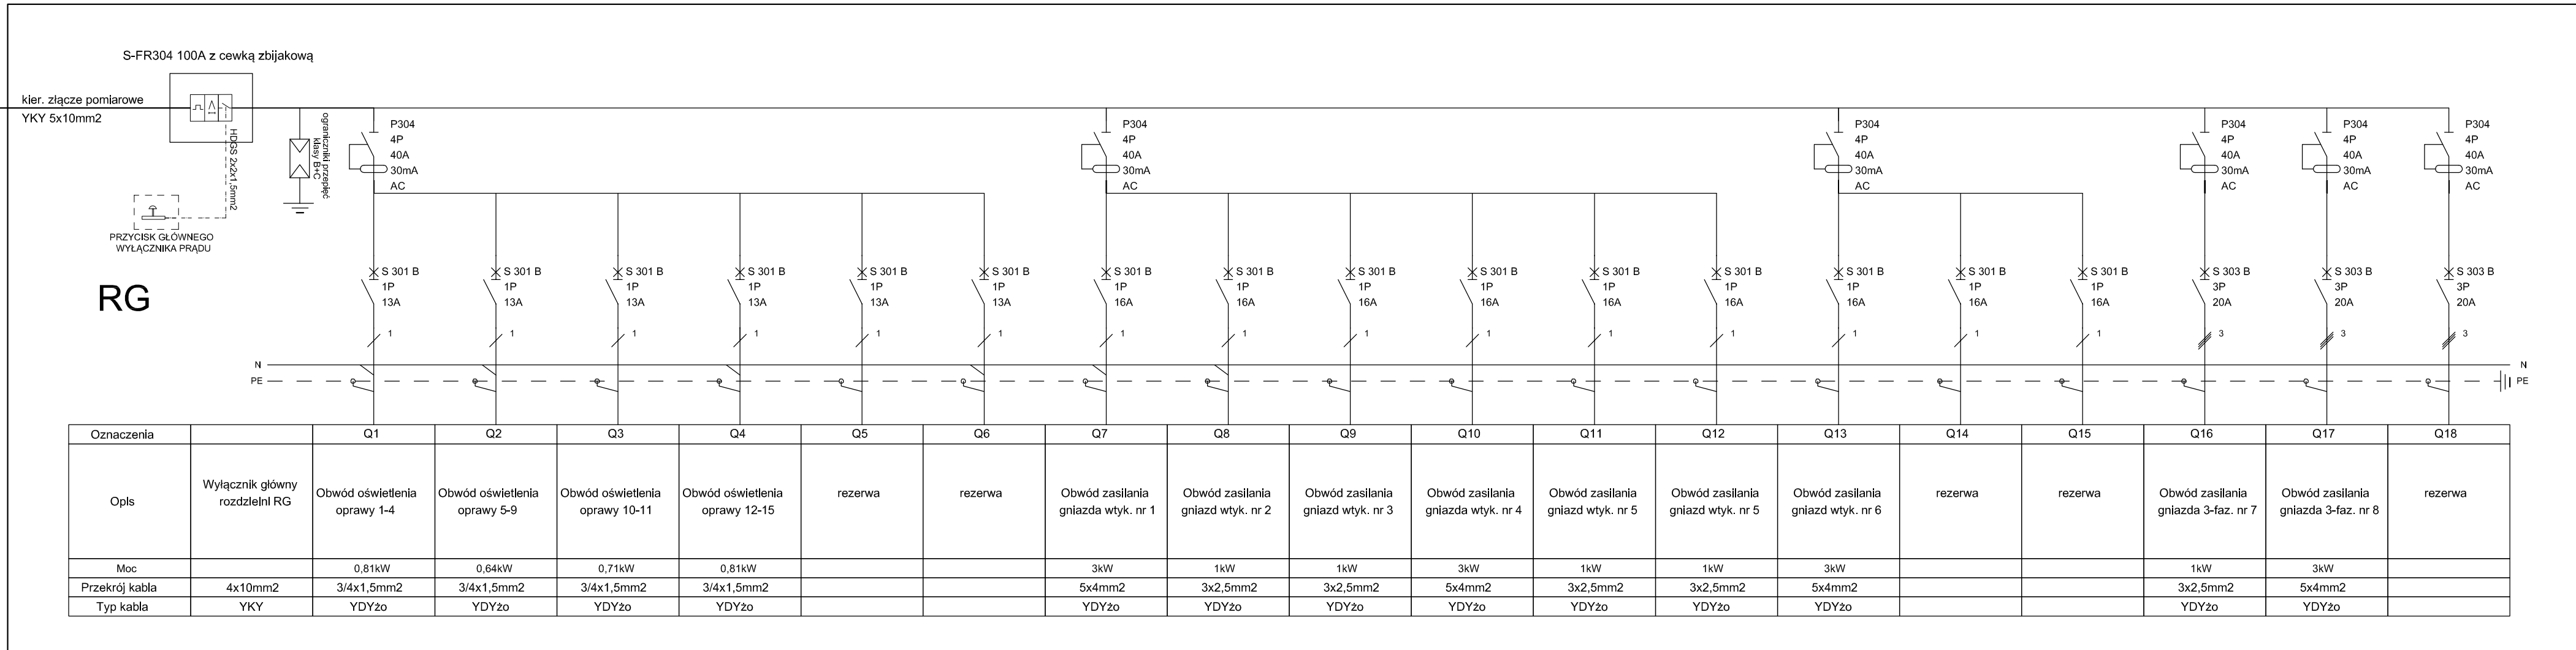 S-FR304 100A z cewką zbijakową
kier. złącze pomiarowe
YKY 5x10mm2
HDGS 2x2x1,5mm2
PRZYCISK GŁÓWNEGO
WYŁĄCZNIKA PRĄDU
ograniczniki przepięć
klasy B+C
RG
P304
4P
40A
30mA
AC
P304
4P
40A
30mA
AC
P304
4P
40A
30mA
AC
P304
4P
40A
30mA
AC
P304
4P
40A
30mA
AC
P304
4P
40A
30mA
AC
S 301 B
1P
13A
1
S 301 B
1P
13A
1
S 301 B
1P
13A
1
S 301 B
1P
13A
1
S 301 B
1P
13A
1
S 301 B
1P
13A
1
S 301 B
1P
16A
1
S 301 B
1P
16A
1
S 301 B
1P
16A
1
S 301 B
1P
16A
1
S 301 B
1P
16A
1
S 301 B
1P
16A
1
S 301 B
1P
16A
1
S 301 B
1P
16A
1
S 301 B
1P
16A
1
S 303 B
3P
20A
3
S 303 B
3P
20A
3
S 303 B
3P
20A
3
N N
PE PE
Oznaczenia Q1 Q2 Q3 Q4 Q5 Q6 Q7 Q8 Q9 Q10 Q11 Q12 Q13 Q14 Q15 Q16 Q17 Q18
Opis
Wyłącznik główny
rozdzielni RG
Obwód oświetlenia
oprawy 1-4
Obwód oświetlenia
oprawy 5-9
Obwód oświetlenia
oprawy 10-11
Obwód oświetlenia
oprawy 12-15
rezerwa
rezerwa
Obwód zasilania
gniazda wtyk. nr 1
Obwód zasilania
gniazd wtyk. nr 2
Obwód zasilania
gniazd wtyk. nr 3
Obwód zasilania
gniazda wtyk. nr 4
Obwód zasilania
gniazd wtyk. nr 5
Obwód zasilania
gniazd wtyk. nr 5
Obwód zasilania
gniazd wtyk. nr 6
rezerwa
rezerwa
Obwód zasilania
gniazda 3-faz. nr 7
Obwód zasilania
gniazda 3-faz. nr 8
rezerwa
Moc 0,81kW 0,64kW 0,71kW 0,81kW 3kW 1kW 1kW 3kW 1kW 1kW 3kW 1kW 3kW
Przekrój kabla 4x10mm2 3/4x1,5mm2 3/4x1,5mm2 3/4x1,5mm2 3/4x1,5mm2 5x4mm2 3x2,5mm2 3x2,5mm2 5x4mm2 3x2,5mm2 3x2,5mm2 5x4mm2 3x2,5mm2 5x4mm2
Typ kabla YKY YDYżo YDYżo YDYżo YDYżo YDYżo YDYżo YDYżo YDYżo YDYżo YDYżo YDYżo YDYżo YDYżo